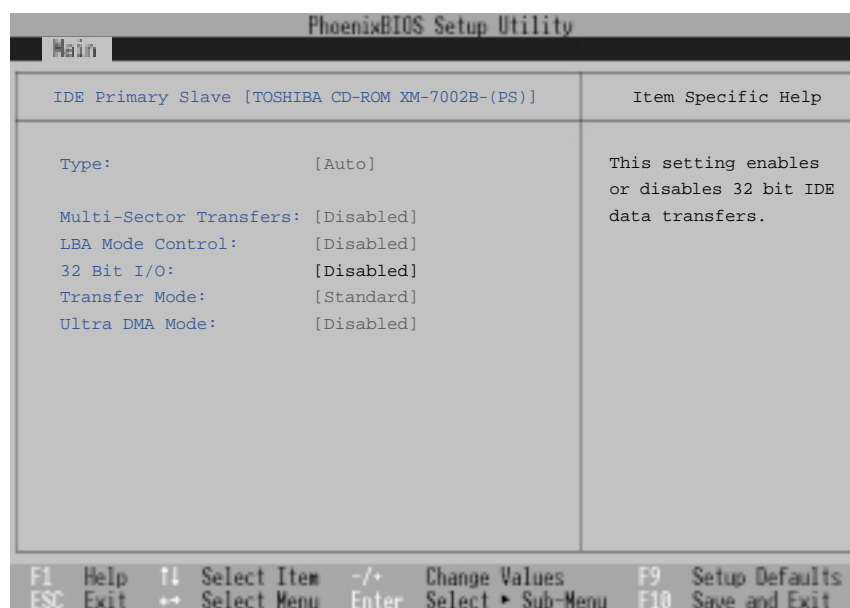 PhoenixBIOS Setup Utility
Main
IDE Primary Slave [TOSHIBA CD-ROM XM-7002B-(PS)]
Item Specific Help
Type: [Auto]
Multi-Sector Transfers: [Disabled]
LBA Mode Control: [Disabled]
32 Bit I/O: [Disabled]
Transfer Mode: [Standard]
Ultra DMA Mode: [Disabled]
This setting enables
or disables 32 bit IDE
data transfers.
F1 Help ↑↓ Select Item -/+ Change Values F9 Setup Defaults
ESC Exit ←→ Select Menu Enter Select ▸ Sub-Menu F10 Save and Exit